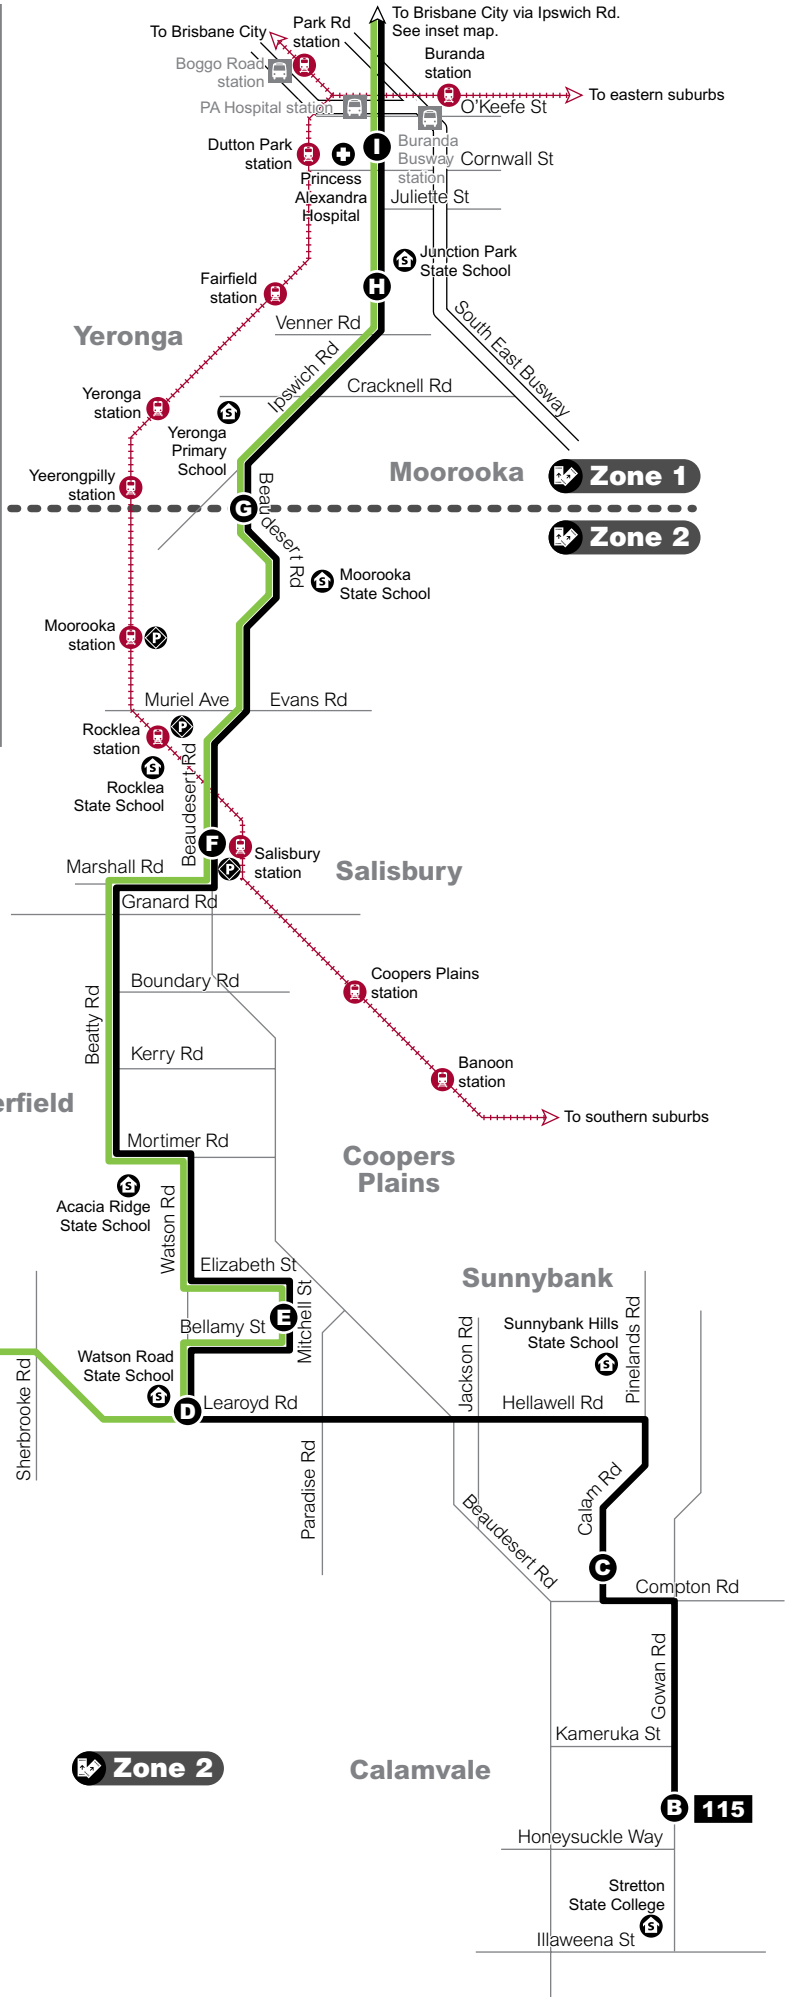 To Brisbane City via Ipswich Rd.
See inset map.
To Brisbane City
Park Rd
station
Buranda
station
Boggo Road
station
To eastern suburbs
PA Hospital station
O'Keefe St
Dutton Park
station
I
Buranda
Busway
station
Cornwall St
Princess
Alexandra
Hospital
Juliette St
S
Junction Park
State School
Fairfield
station
H
Venner Rd
South East Busway
Yeronga
Ipswich Rd
Cracknell Rd
Yeronga
station
S
Yeronga
Primary
School
Moorooka
Zone 1
Yeerongpilly
station
Beaudesert Rd
G
Zone 2
S
Moorooka
State School
Moorooka
station
P
Muriel Ave
Evans Rd
Rocklea
station
P
S
Rocklea
State School
Beaudesert Rd
F
Salisbury
station
P
Salisbury
Marshall Rd
Granard Rd
Boundary Rd
Coopers Plains
station
Beatty Rd
Kerry Rd
Banoon
station
erfield
To southern suburbs
Mortimer Rd
Coopers
Plains
S
Acacia Ridge
State School
Watson Rd
Elizabeth St
Sunnybank
E
Mitchell St
Bellamy St
Sunnybank Hills
State School
S
Pinelands Rd
Jackson Rd
Watson Road
State School
S
Sherbrooke Rd
D
Learoyd Rd
Hellawell Rd
Paradise Rd
Calam Rd
Beaudesert Rd
C
Compton Rd
Gowan Rd
Kameruka St
Zone 2
Calamvale
B
115
Honeysuckle Way
Stretton
State College
S
Illaweena St